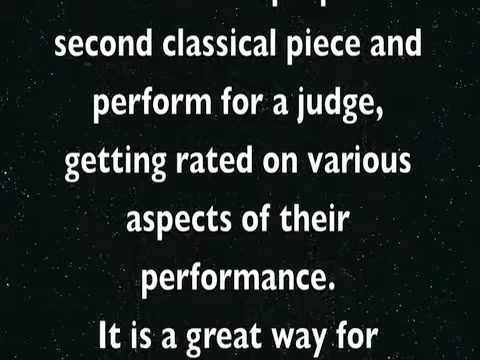 second classical piece and
perform for a judge,
getting rated on various
aspects of their
performance.
It is a great way for